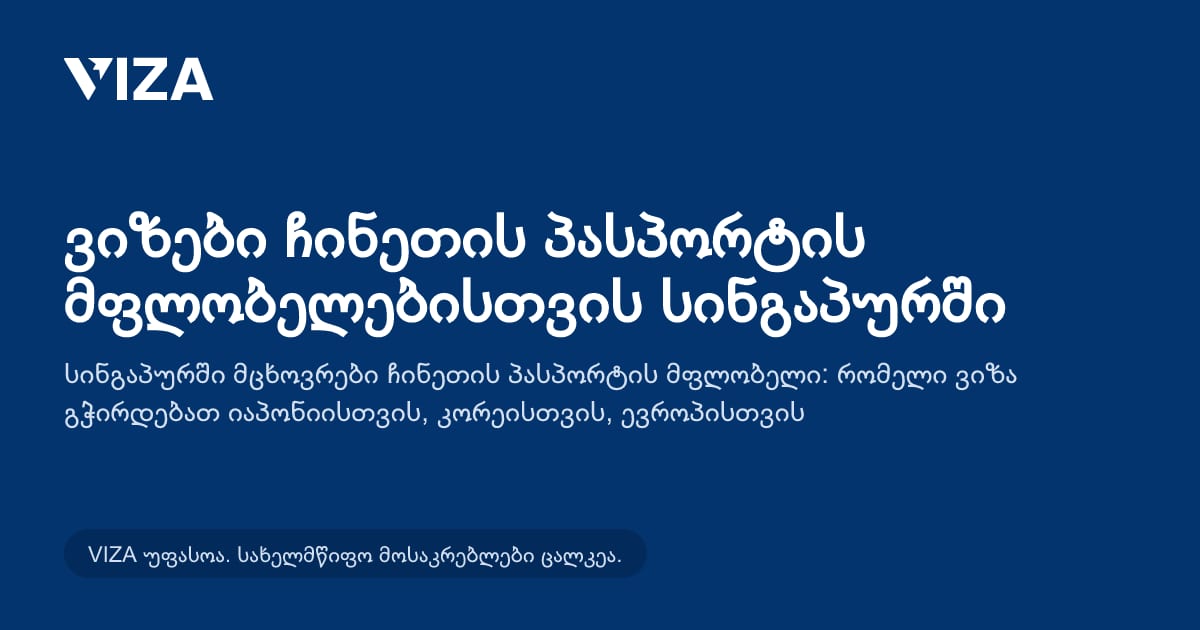 VIZA
ვიზები ჩინეთის პასპორტის
მფლობელებისთვის სინგაპურში
სინგაპურში მცხოვრები ჩინეთის პასპორტის მფლობელი: რომელი ვიზა
გჭირდებათ იაპონიისთვის, კორეისთვის, ევროპისთვის
VIZA უფასოა. სახელმწიფო მოსაკრებლები ცალკეა.